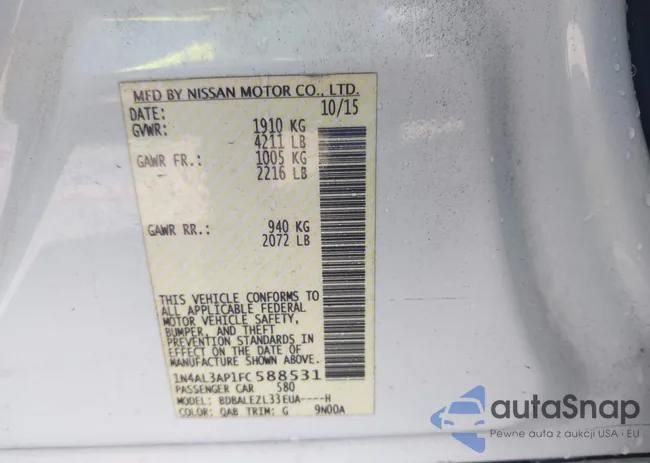 MFD BY NISSAN MOTOR CO., LTD.
DATE: 10/15
GVWR: 1910 KG
4211 LB
GAWR FR.: 1005 KG
2216 LB
GAWR RR.: 940 KG
2072 LB
THIS VEHICLE CONFORMS TO
ALL APPLICABLE FEDERAL
MOTOR VEHICLE SAFETY,
BUMPER, AND THEFT
PREVENTION STANDARDS IN
EFFECT ON THE DATE OF
MANUFACTURE SHOWN ABOVE.
1N4AL3AP1FC588531
PASSENGER CAR 580
MODEL: BDBALEZL33EUA----H
COLOR: QAB TRIM: G 9N00A
autoSnap
Pewne auta z aukcji USA i EU